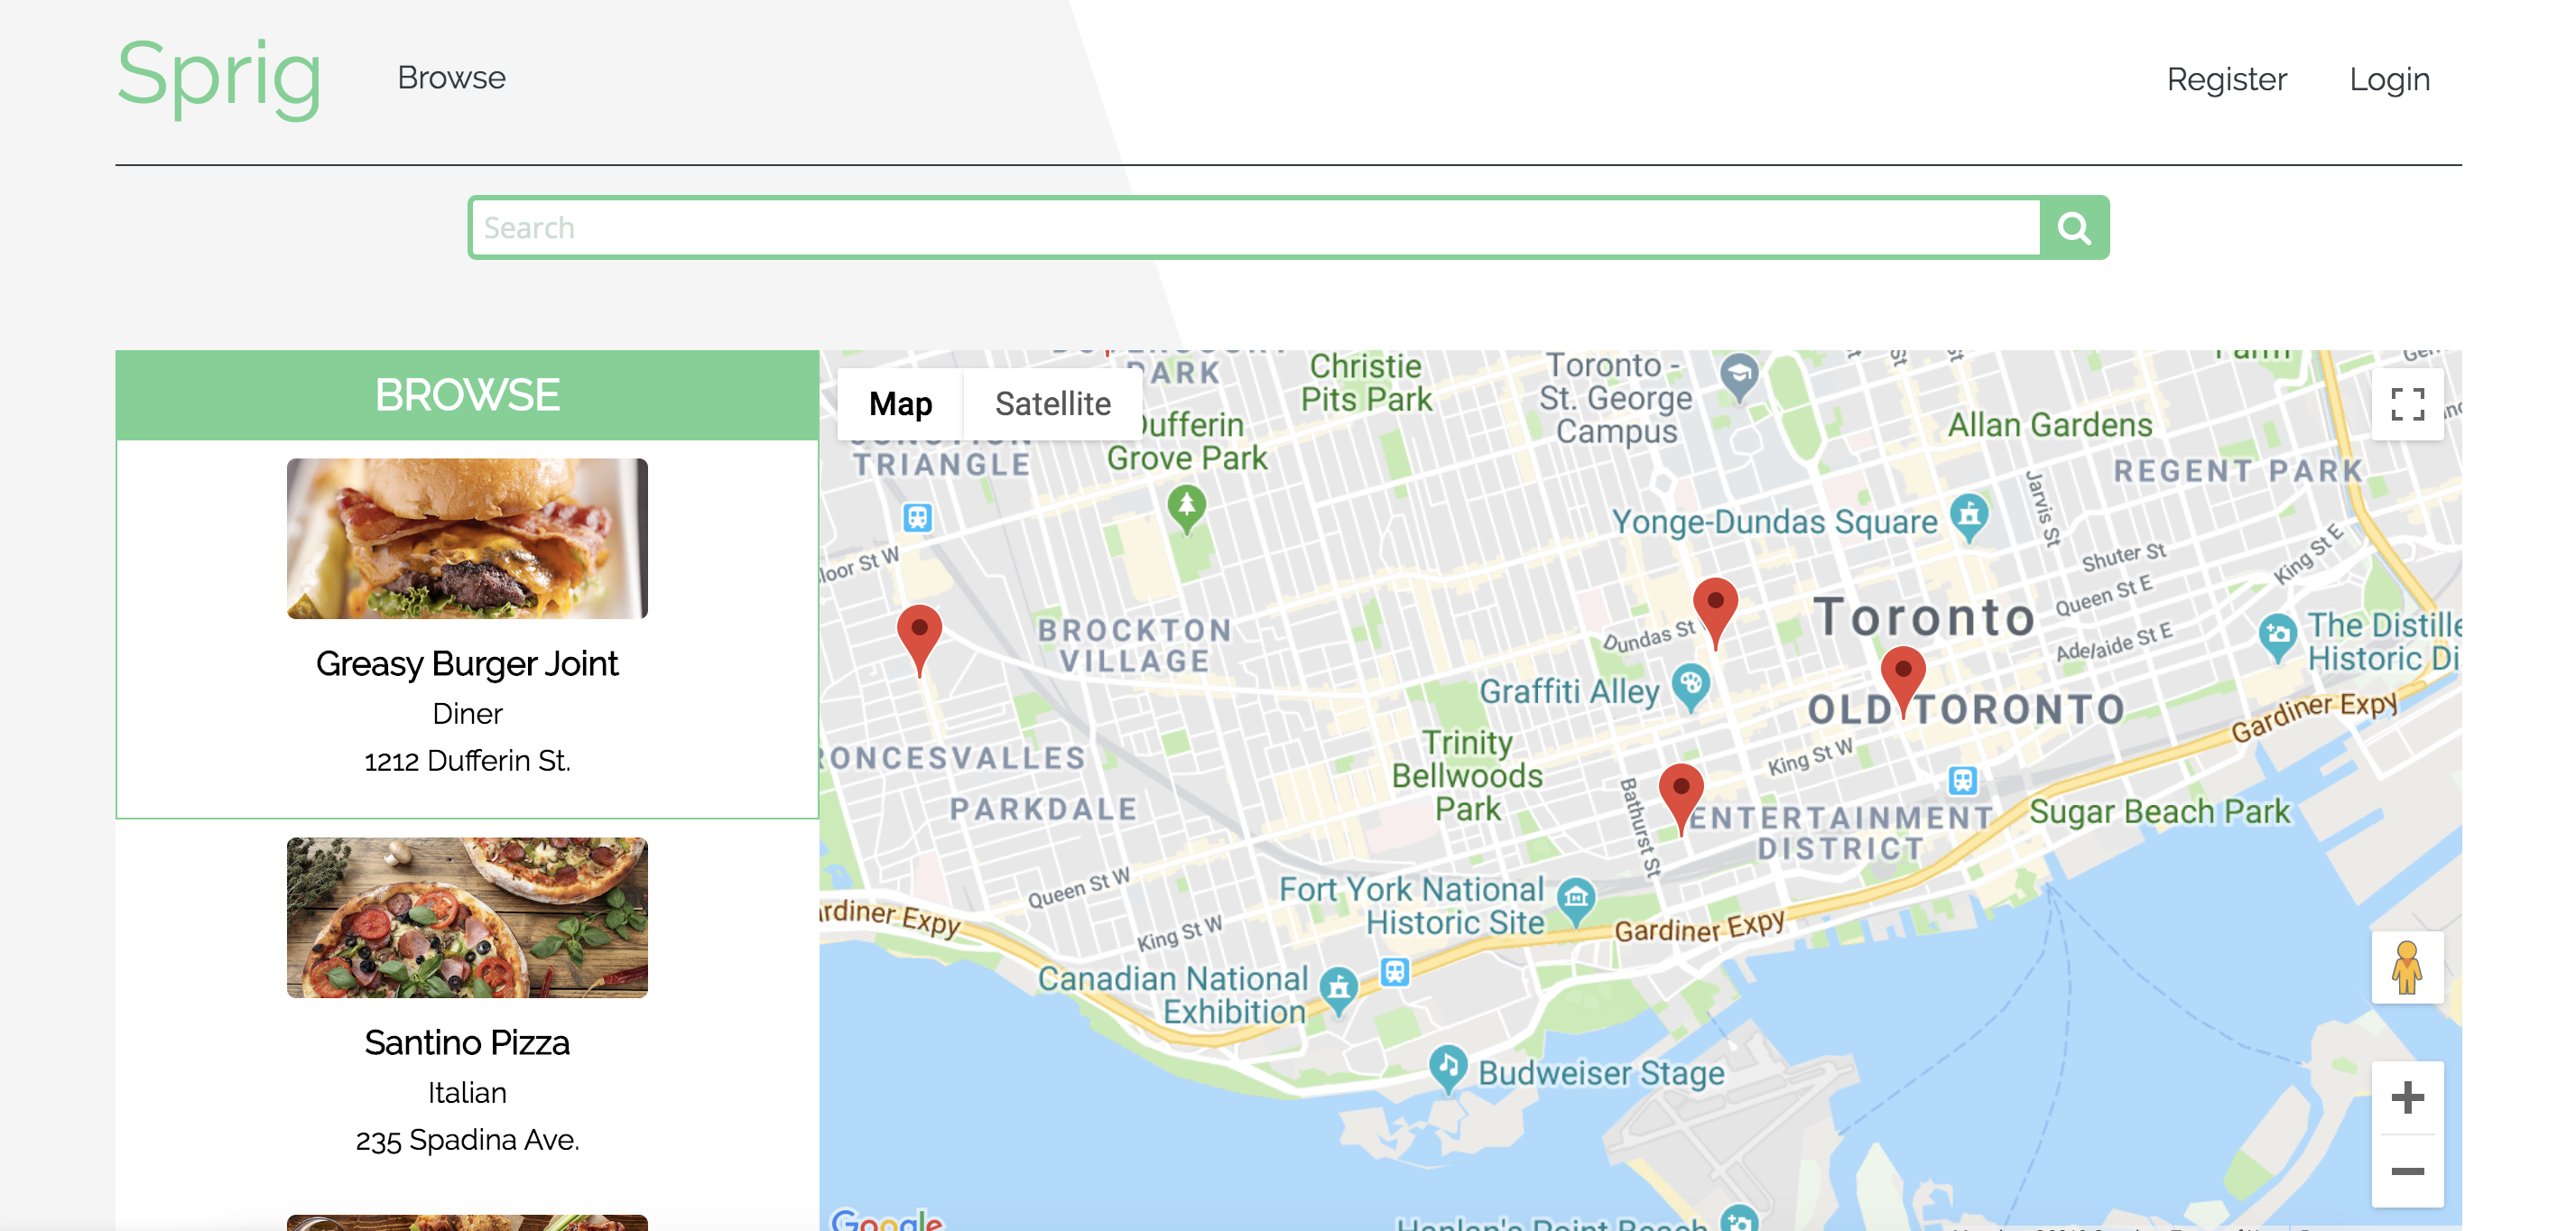 Sprig
Browse
Register
Login
Search
BROWSE
Greasy Burger Joint
Diner
1212 Dufferin St.
Santino Pizza
Italian
235 Spadina Ave.
Map
Satellite
PARK
Christie
Pits Park
Toronto -
St. George
Campus
Allan Gardens
REGENT PARK
TRIANGLE
Dufferin
Grove Park
Yonge-Dundas Square
Jarvis St
Shuter St
Queen St E
King St E
Adelaide St E
loor St W
BROCKTON
VILLAGE
Dundas St
Toronto
The Distille
Historic Di
Graffiti Alley
OLD TORONTO
Gardiner Expy
RONCESVALLES
Trinity
Bellwoods
Park
King St W
PARKDALE
Bathurst St
ENTERTAINMENT
DISTRICT
Sugar Beach Park
Queen St W
Fort York National
Historic Site
ardiner Expy
King St W
Gardiner Expy
Canadian National
Exhibition
Budweiser Stage
Google
Hanlan's Point Beach